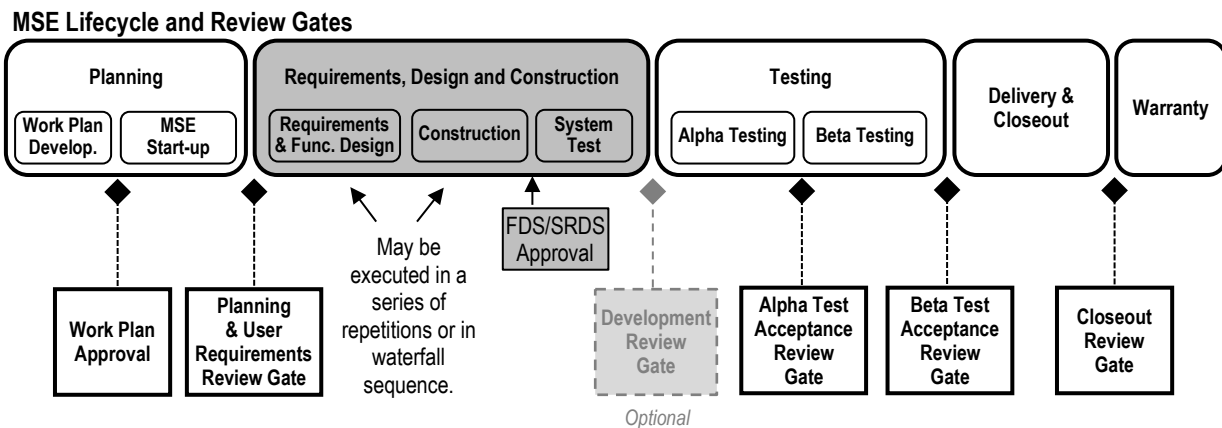 MSE Lifecycle and Review Gates
Planning
Work Plan
Develop.
MSE
Start-up
Requirements, Design and Construction
Requirements
& Func. Design
Construction
System
Test
Testing
Alpha Testing
Beta Testing
Delivery &
Closeout
Warranty
FDS/SRDS
Approval
May be
executed in a
series of
repetitions or in
waterfall
sequence.
Work Plan
Approval
Planning
& User
Requirements
Review Gate
Development
Review
Gate
Optional
Alpha Test
Acceptance
Review
Gate
Beta Test
Acceptance
Review
Gate
Closeout
Review
Gate